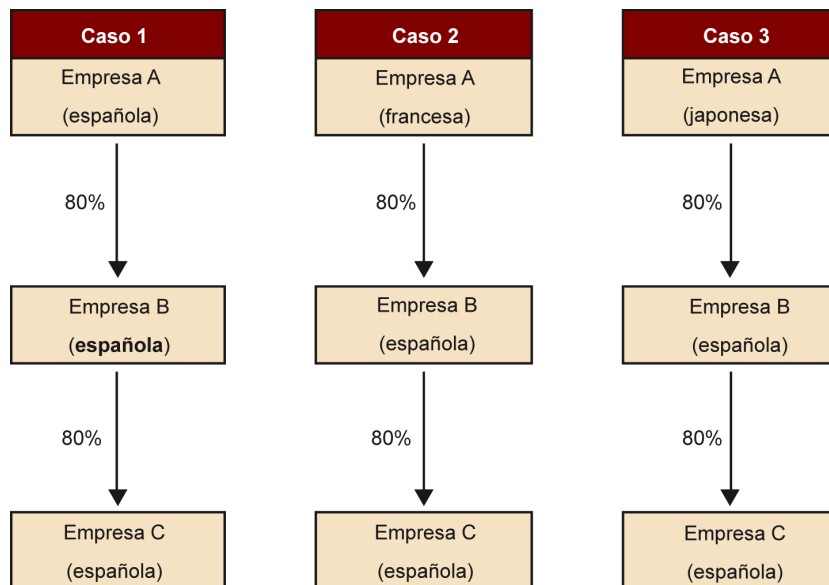 Caso 1
Empresa A
(española)
80%
Empresa B
(española)
80%
Empresa C
(española)
Caso 2
Empresa A
(francesa)
80%
Empresa B
(española)
80%
Empresa C
(española)
Caso 3
Empresa A
(japonesa)
80%
Empresa B
(española)
80%
Empresa C
(española)